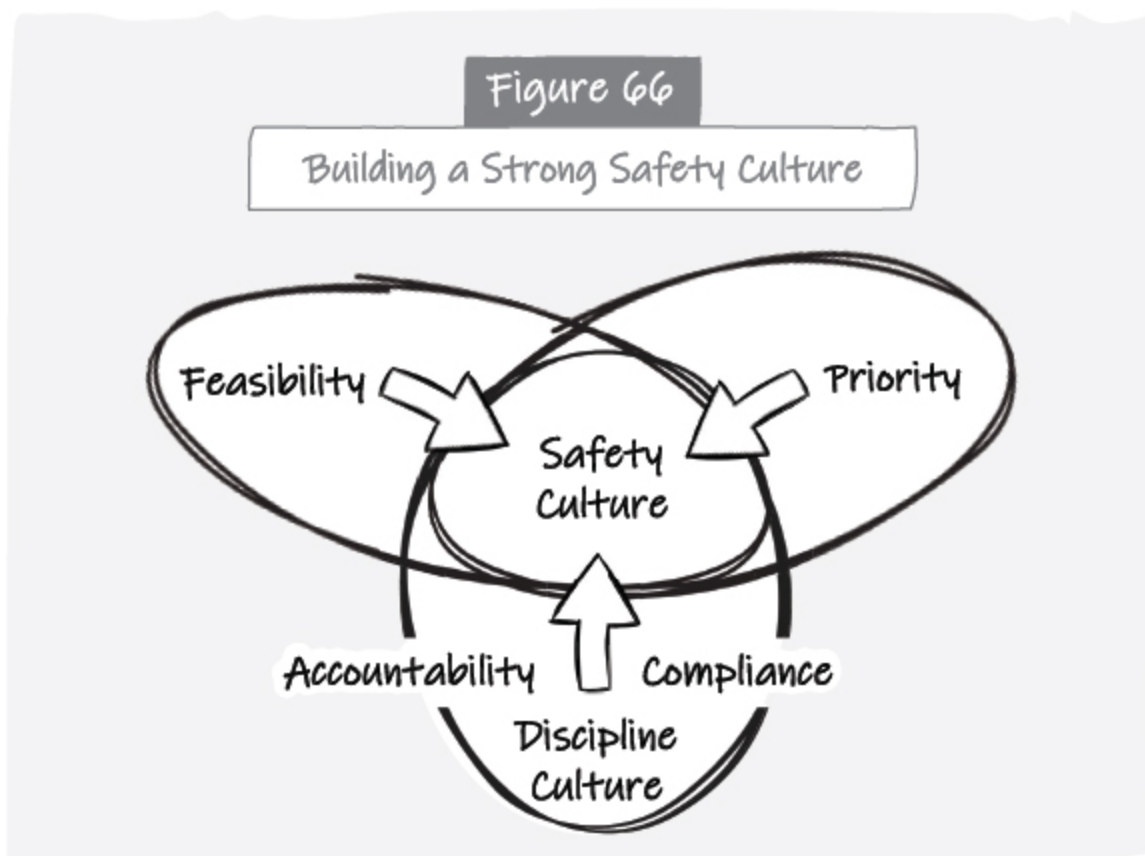 Figure 66
Building a Strong Safety Culture
Feasibility
Priority
Safety
Culture
Accountability
Compliance
Discipline
Culture